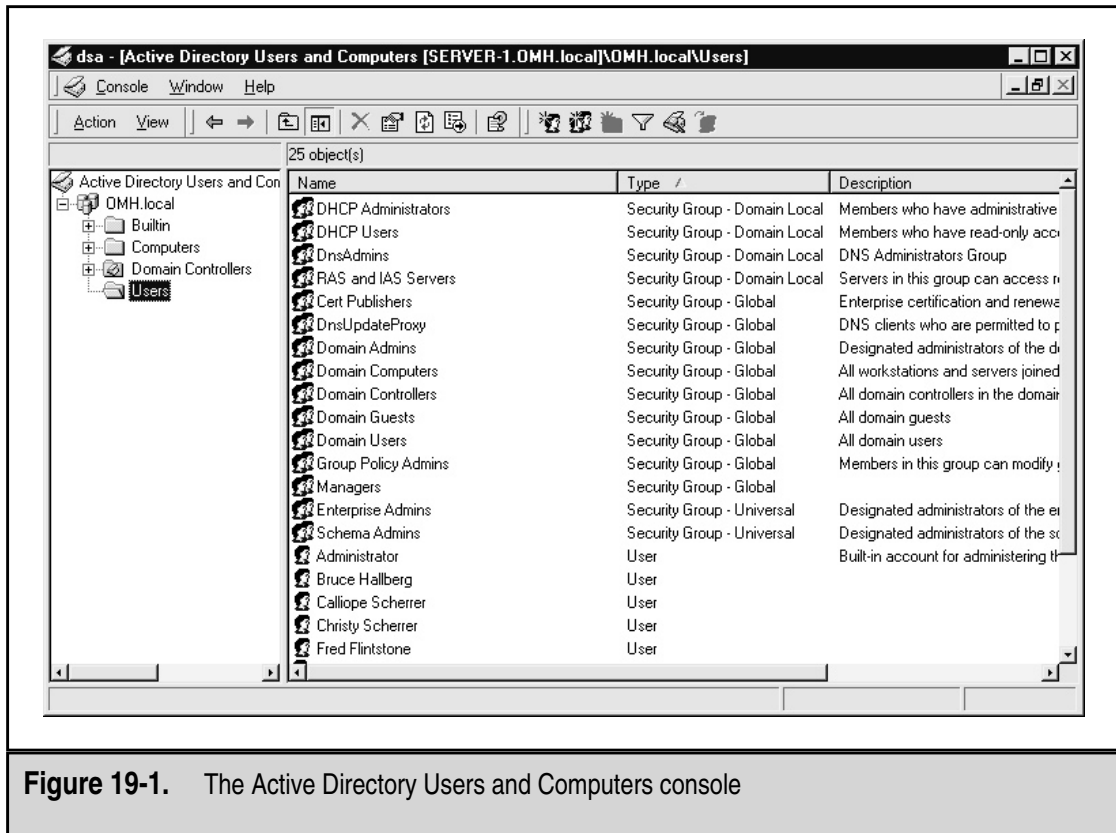 dsa - [Active Directory Users and Computers [SERVER-1.OMH.local]\OMH.local\Users]
Console Window Help
Action View
25 object(s)
Active Directory Users and Con
OMH.local
Builtin
Computers
Domain Controllers
Users
Name Type Description
DHCP Administrators Security Group - Domain Local Members who have administrative
DHCP Users Security Group - Domain Local Members who have read-only
DnsAdmins Security Group - Domain Local DNS Administrators Group
RAS and IAS Servers Security Group - Domain Local Servers in this group can access
Cert Publishers Security Group - Global Enterprise certification and
DnsUpdateProxy Security Group - Global DNS clients who are permitted to
Domain Admins Security Group - Global Designated administrators of the
Domain Computers Security Group - Global All workstations and servers joined
Domain Controllers Security Group - Global All domain controllers in the
Domain Guests Security Group - Global All domain guests
Domain Users Security Group - Global All domain users
Group Policy Admins Security Group - Global Members in this group can modify
Managers Security Group - Global
Enterprise Admins Security Group - Universal Designated administrators of the
Schema Admins Security Group - Universal Designated administrators of the
Administrator User Built-in account for administering
Bruce Hallberg User
Calliope Scherrer User
Christy Scherrer User
Fred Flintstone User
Figure 19-1. The Active Directory Users and Computers console